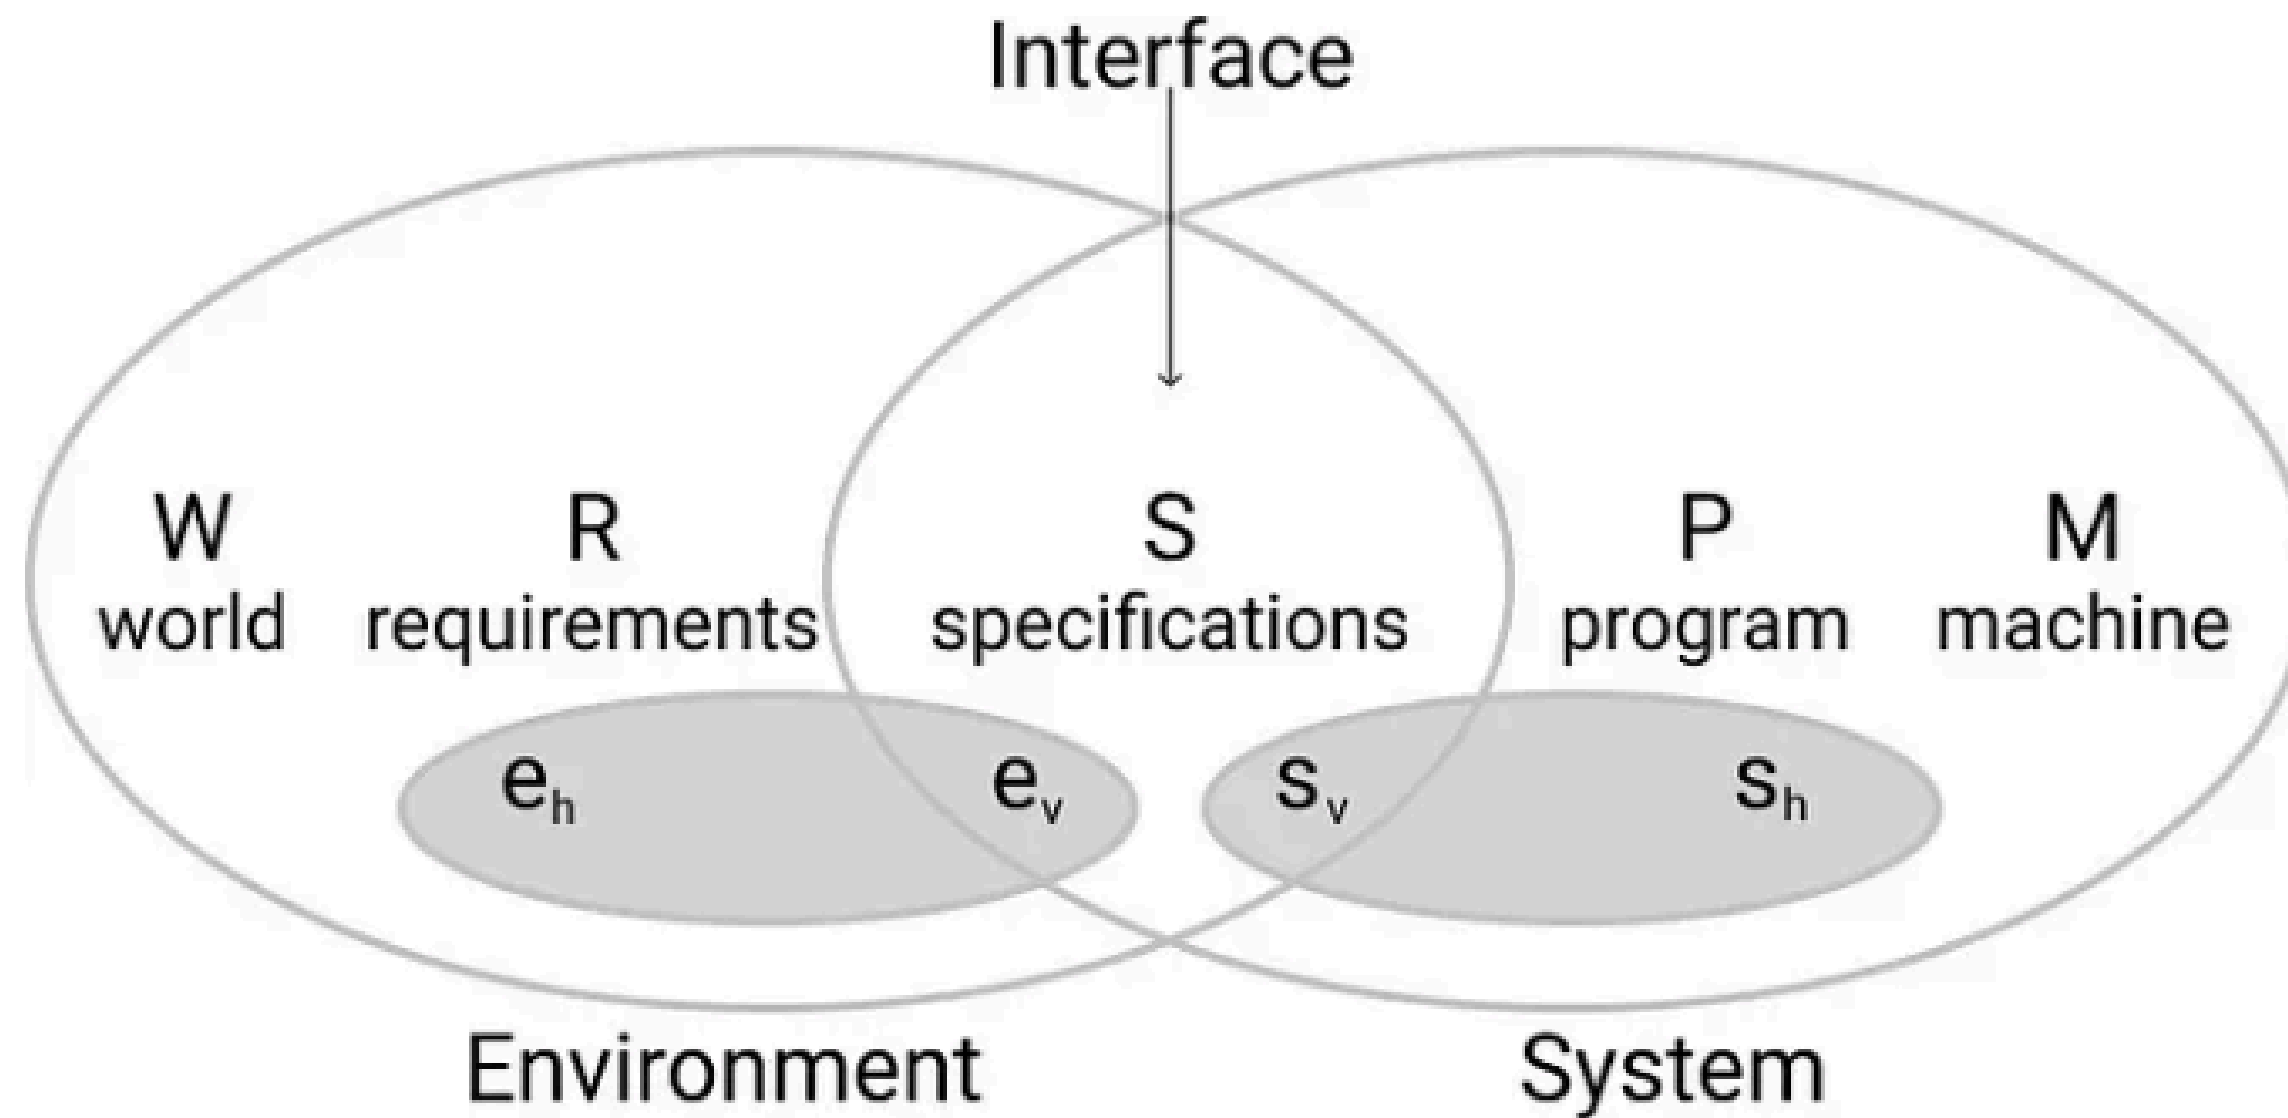 Interface
W R S P M
world requirements specifications program machine
eₕ eᵥ sᵥ sₕ
Environment System